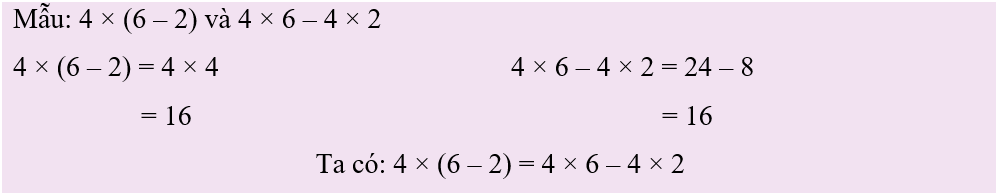 Mẫu: 4 × (6 – 2) và 4 × 6 – 4 × 2
4 × (6 – 2) = 4 × 4 4 × 6 – 4 × 2 = 24 – 8
= 16 = 16
Ta có: 4 × (6 – 2) = 4 × 6 – 4 × 2